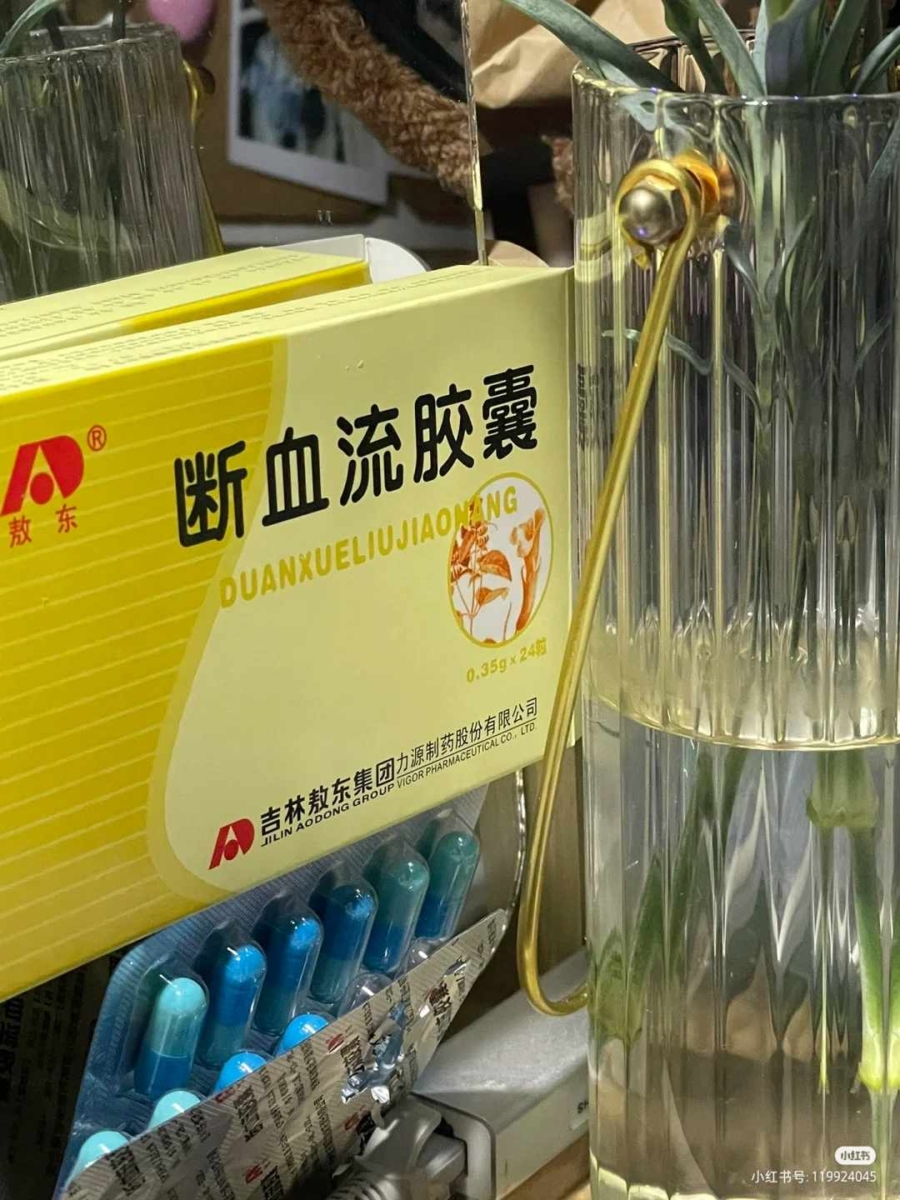 ®
敖东
断血流胶囊
DUANXUELIUJIAONANG
0.35g×24粒
吉林敖东集团力源制药股份有限公司
JILIN AODONG GROUP VIGOR PHARMACEUTICAL CO., LTD.
小红书
小红书号: 119924045